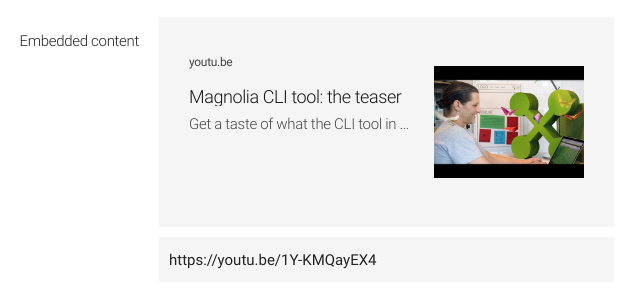 Embedded content
youtu.be
Magnolia CLI tool: the teaser
Get a taste of what the CLI tool in ...
https://youtu.be/1Y-KMQayEX4